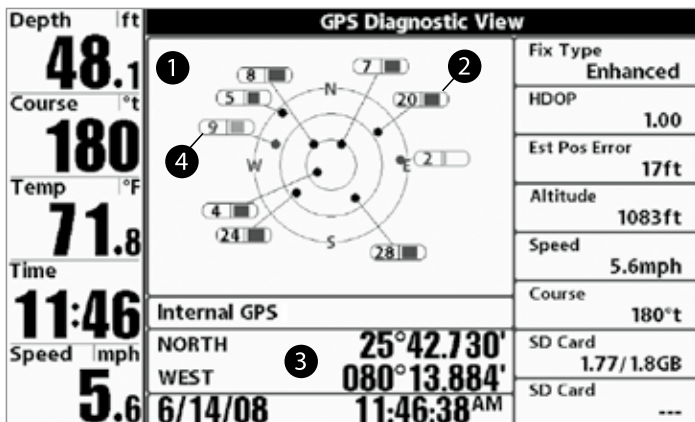 Depth ft
48.1
Course °t
180
Temp °F
71.8
Time
11:46
Speed mph
5.6
GPS Diagnostic View
1
8
7
2
5
20
N
9
4
W
E
2
4
24
S
28
Internal GPS
NORTH 25°42.730'
WEST 080°13.884'
3
6/14/08 11:46:38AM
Fix Type
Enhanced
HDOP
1.00
Est Pos Error
17ft
Altitude
1083ft
Speed
5.6mph
Course
180°t
SD Card
1.77/1.8GB
SD Card
---